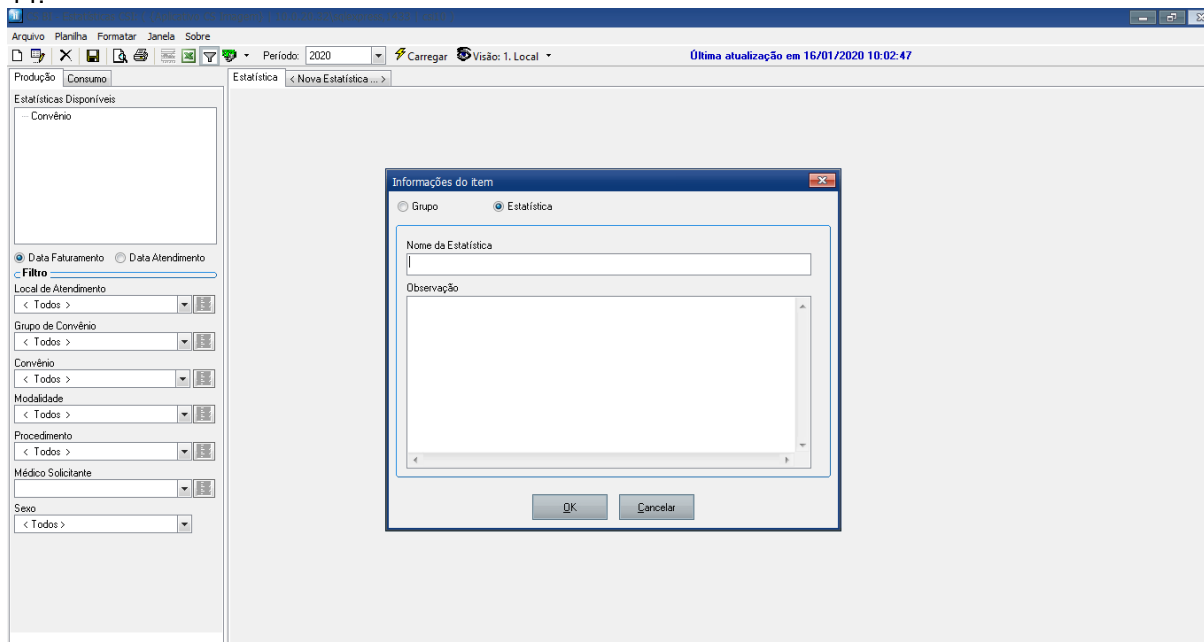 Arquivo Planilha Formatar Janela Sobre
Período: 2020 Carregar Visão: 1. Local Última atualização em 16/01/2020 10:02:47
Produção Consumo
Estatística < Nova Estatística ... >
Estatísticas Disponíveis
Convênio
Data Faturamento Data Atendimento
Filtro
Local de Atendimento
< Todos >
Grupo de Convênio
< Todos >
Convênio
< Todos >
Modalidade
< Todos >
Procedimento
< Todos >
Médico Solicitante
Sexo
< Todos >
Informações do item
Grupo Estatística
Nome da Estatística
Observação
OK Cancelar